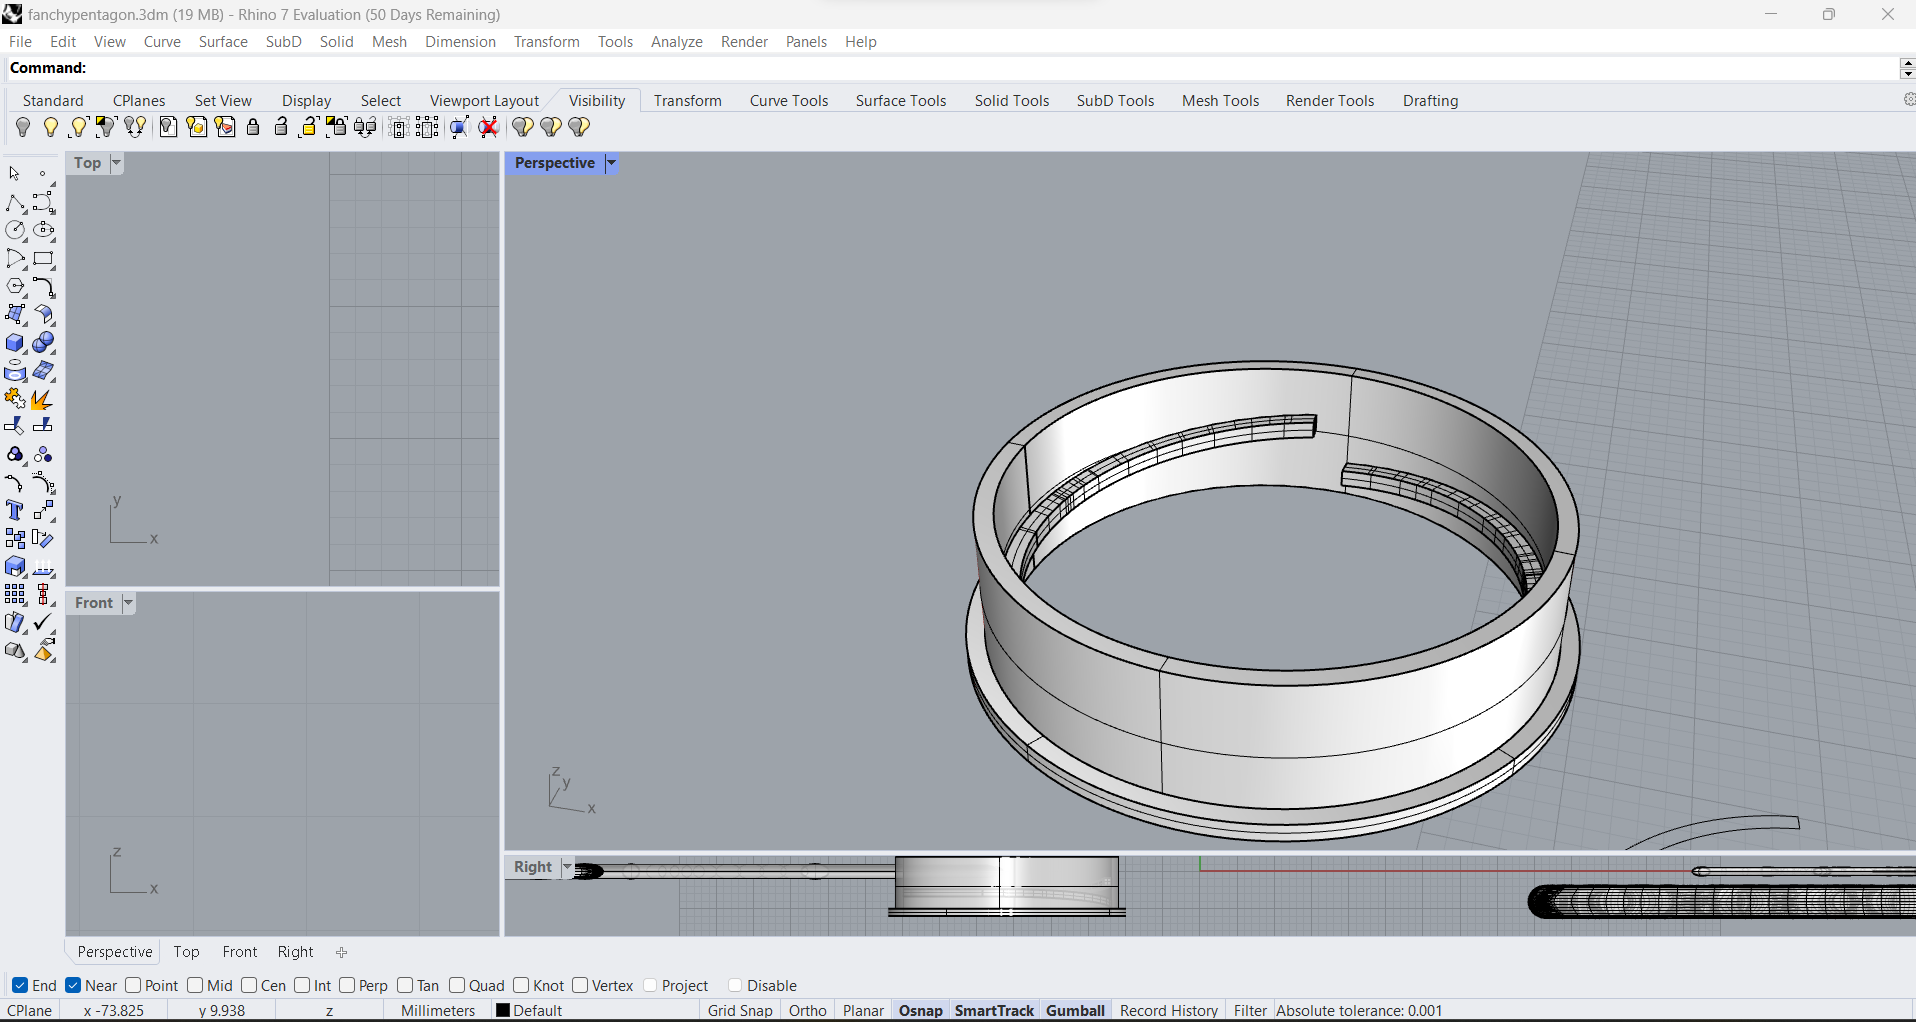 fanchypentagon.3dm (19 MB) - Rhino 7 Evaluation (50 Days Remaining)
File Edit View Curve Surface SubD Solid Mesh Dimension Transform Tools Analyze Render Panels Help
Command:
Standard CPlanes Set View Display Select Viewport Layout Visibility Transform Curve Tools Surface Tools Solid Tools SubD Tools Mesh Tools Render Tools Drafting
Top
Perspective
y
x
Front
z
y
x
z
x
Right
Perspective Top Front Right
End Near Point Mid Cen Int Perp Tan Quad Knot Vertex Project Disable
CPlane x -73.825 y 9.938 z Millimeters Default Grid Snap Ortho Planar Osnap SmartTrack Gumball Record History Filter Absolute tolerance: 0.001